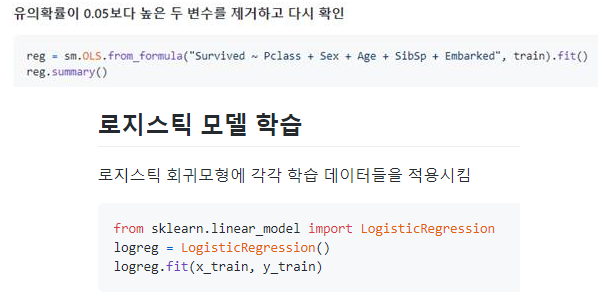 유의확률이 0.05보다 높은 두 변수를 제거하고 다시 확인
reg = sm.OLS.from_formula("Survived ~ Pclass + Sex + Age + SibSp + Embarked", train).fit()
reg.summary()
로지스틱 모델 학습
로지스틱 회귀모형에 각각 학습 데이터들을 적용시킴
from sklearn.linear_model import LogisticRegression
logreg = LogisticRegression()
logreg.fit(x_train, y_train)